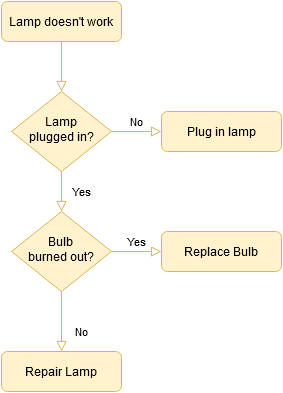 Lamp doesn't work
Lamp
plugged in?
No
Plug in lamp
Yes
Bulb
burned out?
Yes
Replace Bulb
No
Repair Lamp